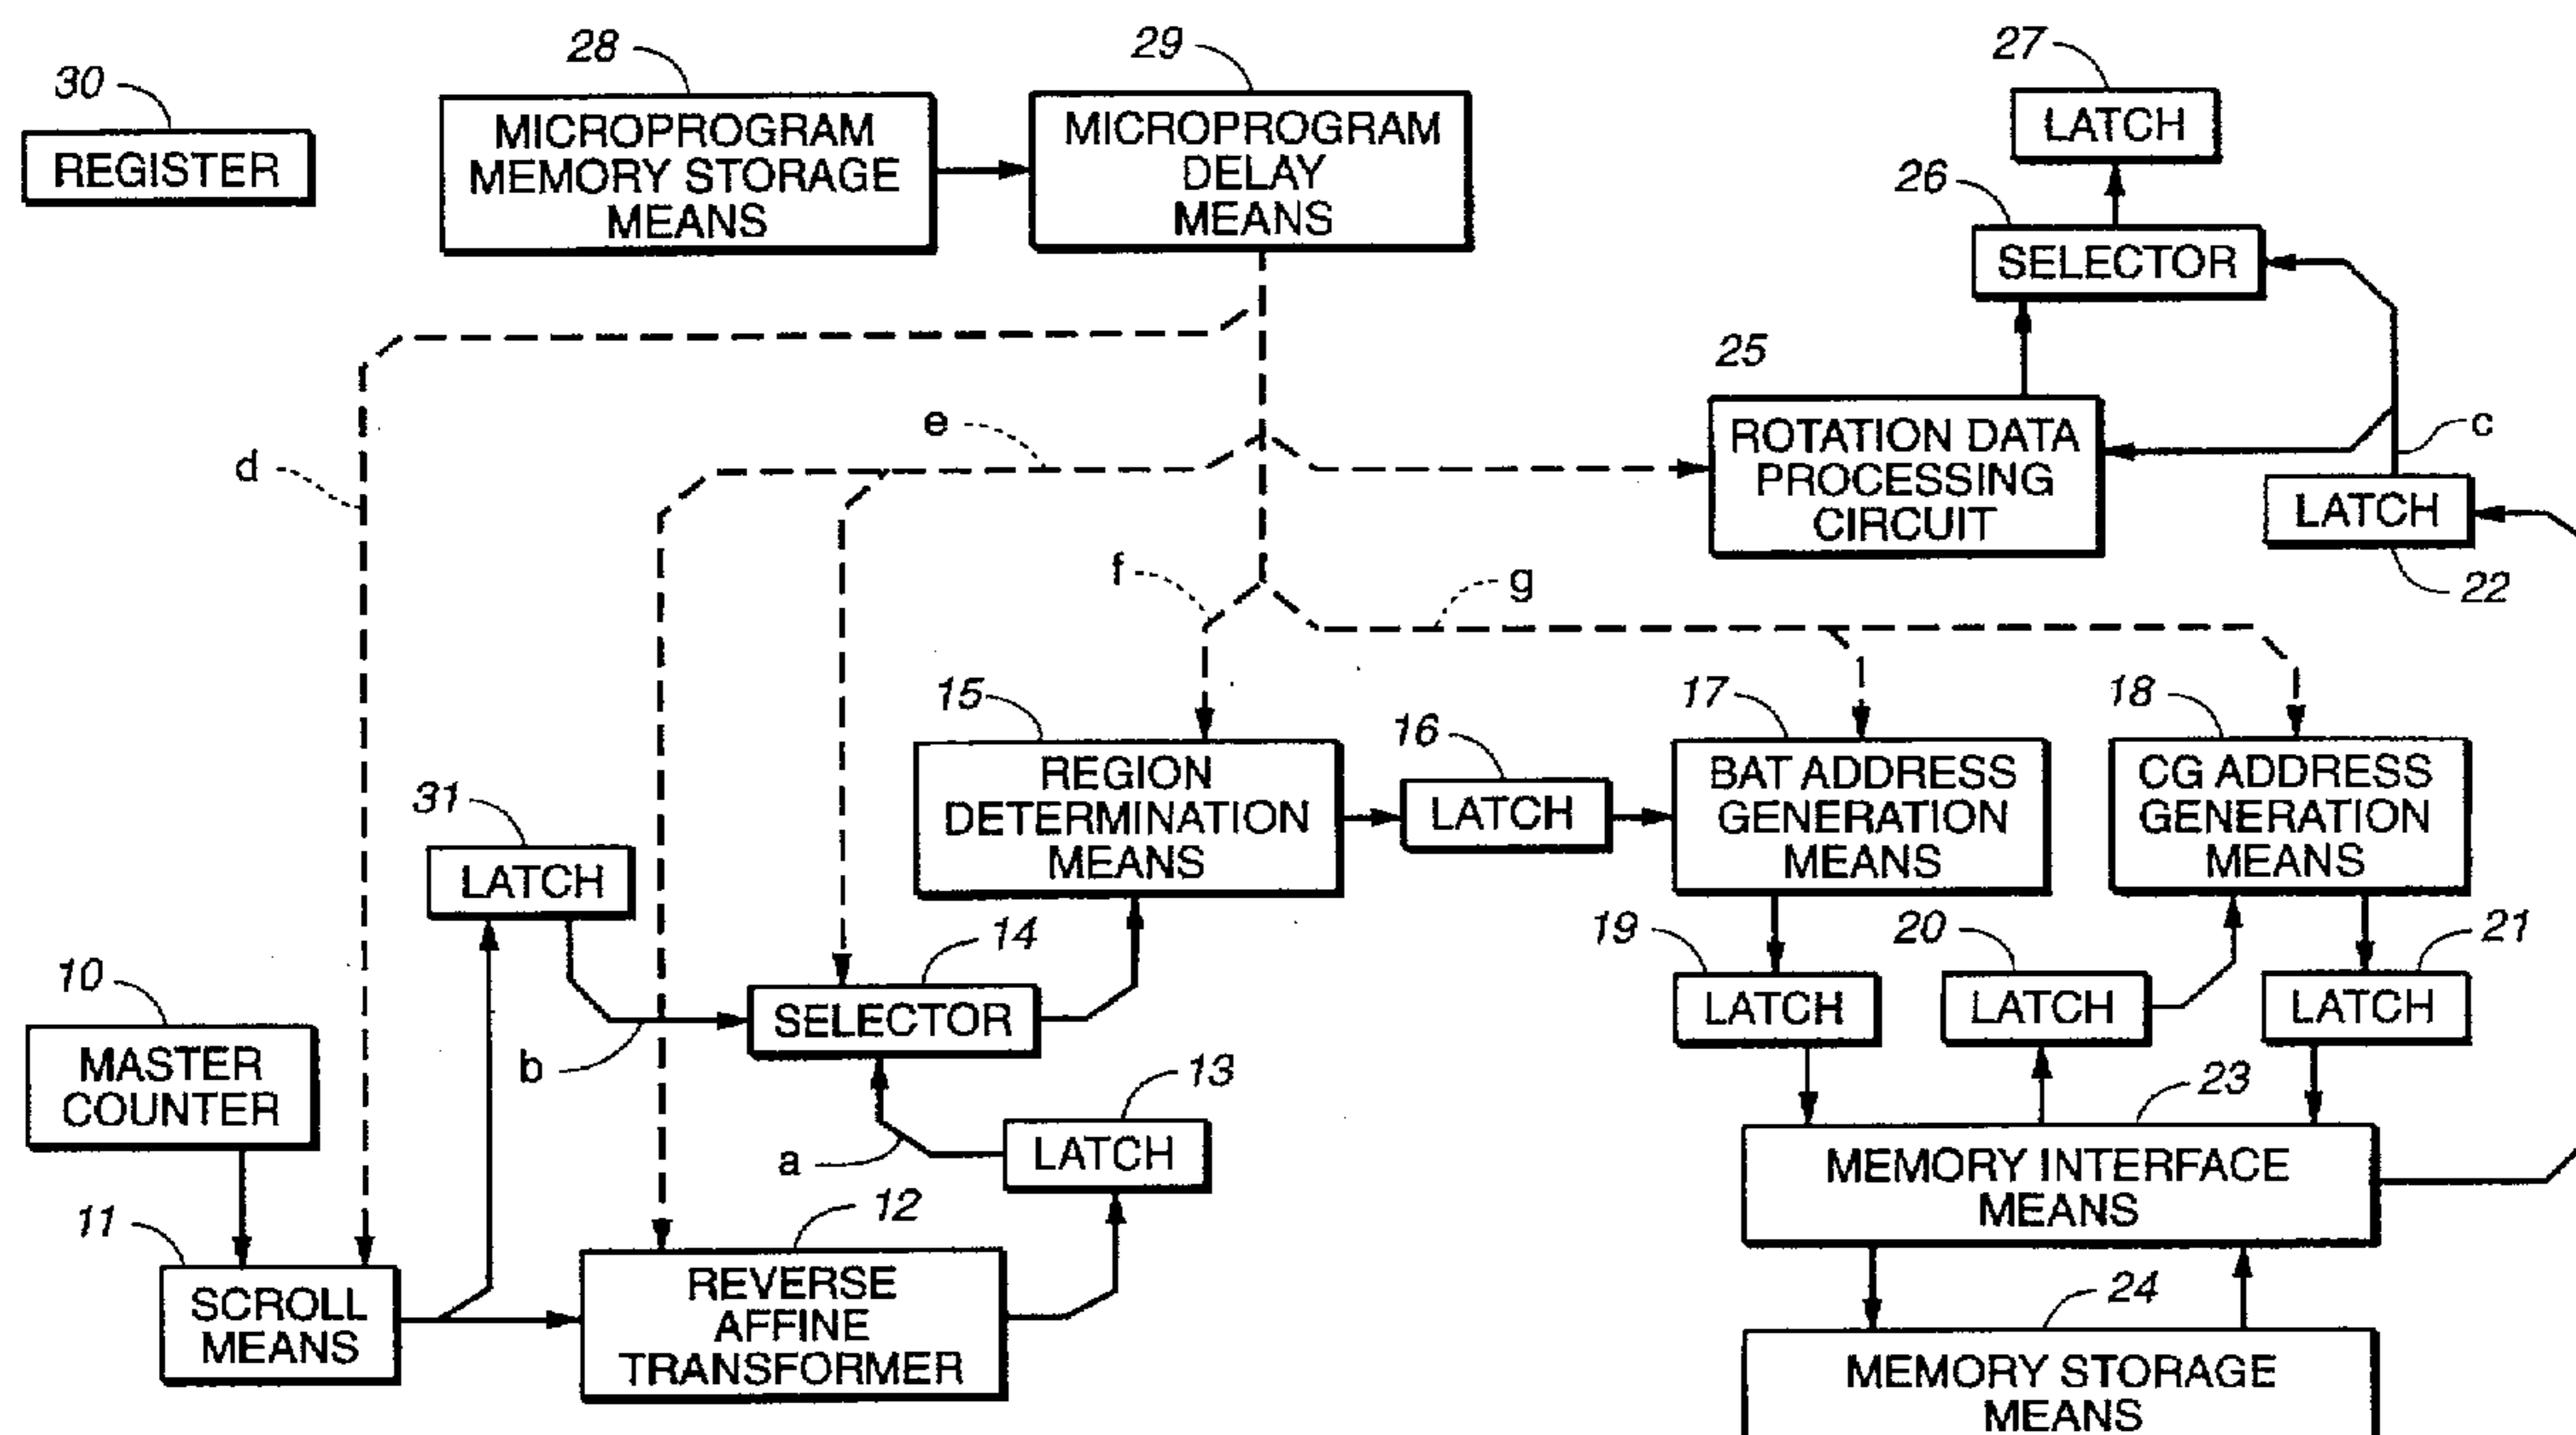 30
REGISTER
28
MICROPROGRAM
MEMORY STORAGE
MEANS
29
MICROPROGRAM
DELAY
MEANS
27
LATCH
26
SELECTOR
25
ROTATION DATA
PROCESSING
CIRCUIT
c
LATCH
22
d
e
f
g
15
REGION
DETERMINATION
MEANS
16
LATCH
17
BAT ADDRESS
GENERATION
MEANS
18
CG ADDRESS
GENERATION
MEANS
31
LATCH
14
SELECTOR
19
LATCH
20
LATCH
21
LATCH
10
MASTER
COUNTER
b
a
13
LATCH
23
MEMORY INTERFACE
MEANS
11
SCROLL
MEANS
12
REVERSE
AFFINE
TRANSFORMER
24
MEMORY STORAGE
MEANS